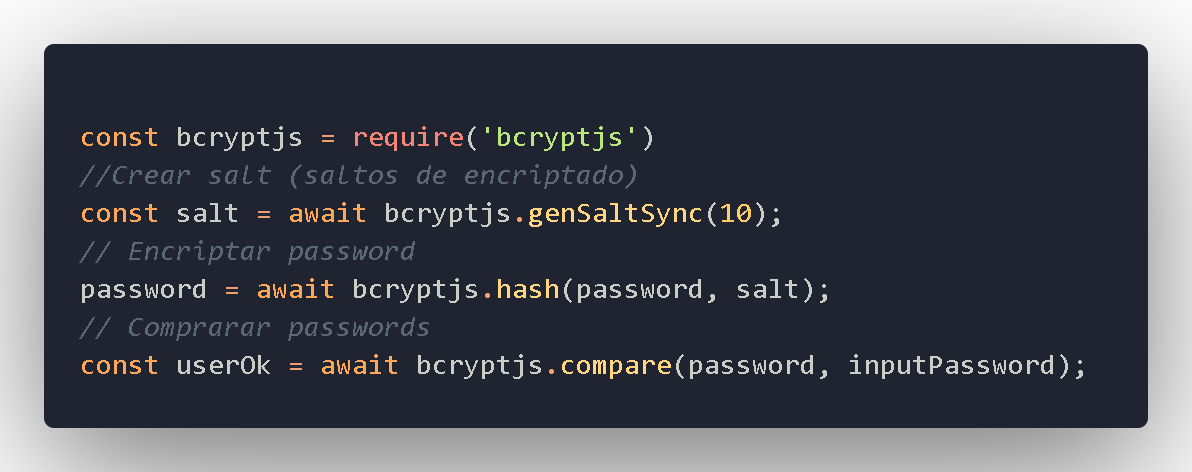 const bcryptjs = require('bcryptjs')
//Crear salt (saltos de encriptado)
const salt = await bcryptjs.genSaltSync(10);
// Encriptar password
password = await bcryptjs.hash(password, salt);
// Comprarar passwords
const userOk = await bcryptjs.compare(password, inputPassword);